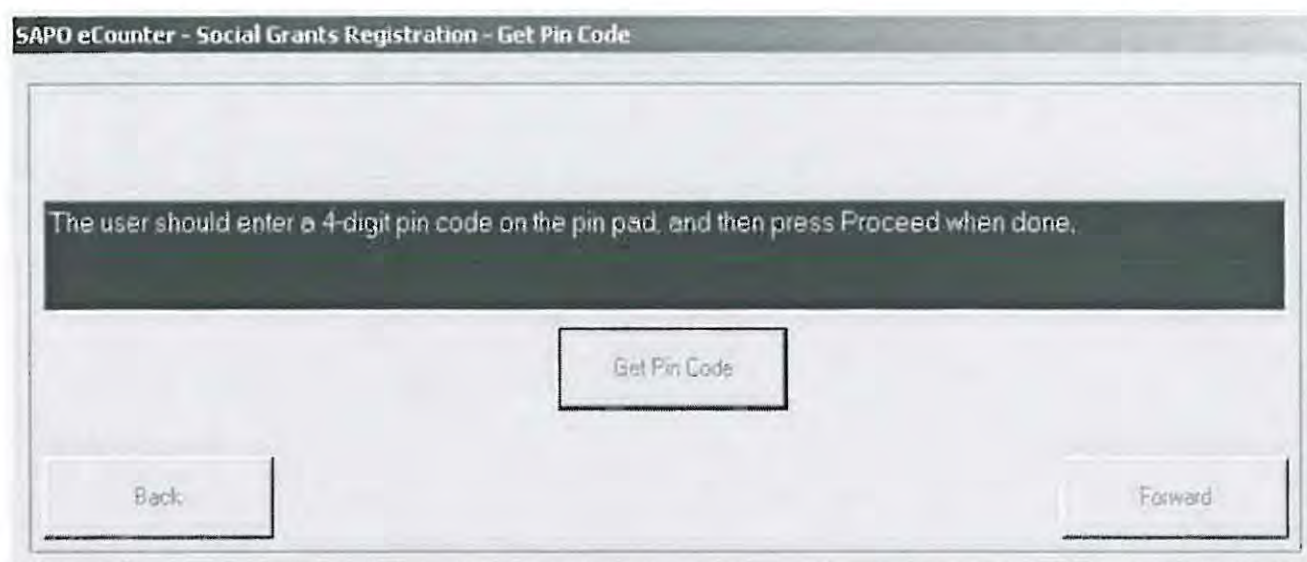 SAPO eCounter - Social Grants Registration - Get Pin Code
The user should enter a 4-digit pin code on the pin pad, and then press Proceed when done.
Get Pin Code
Back
Forward